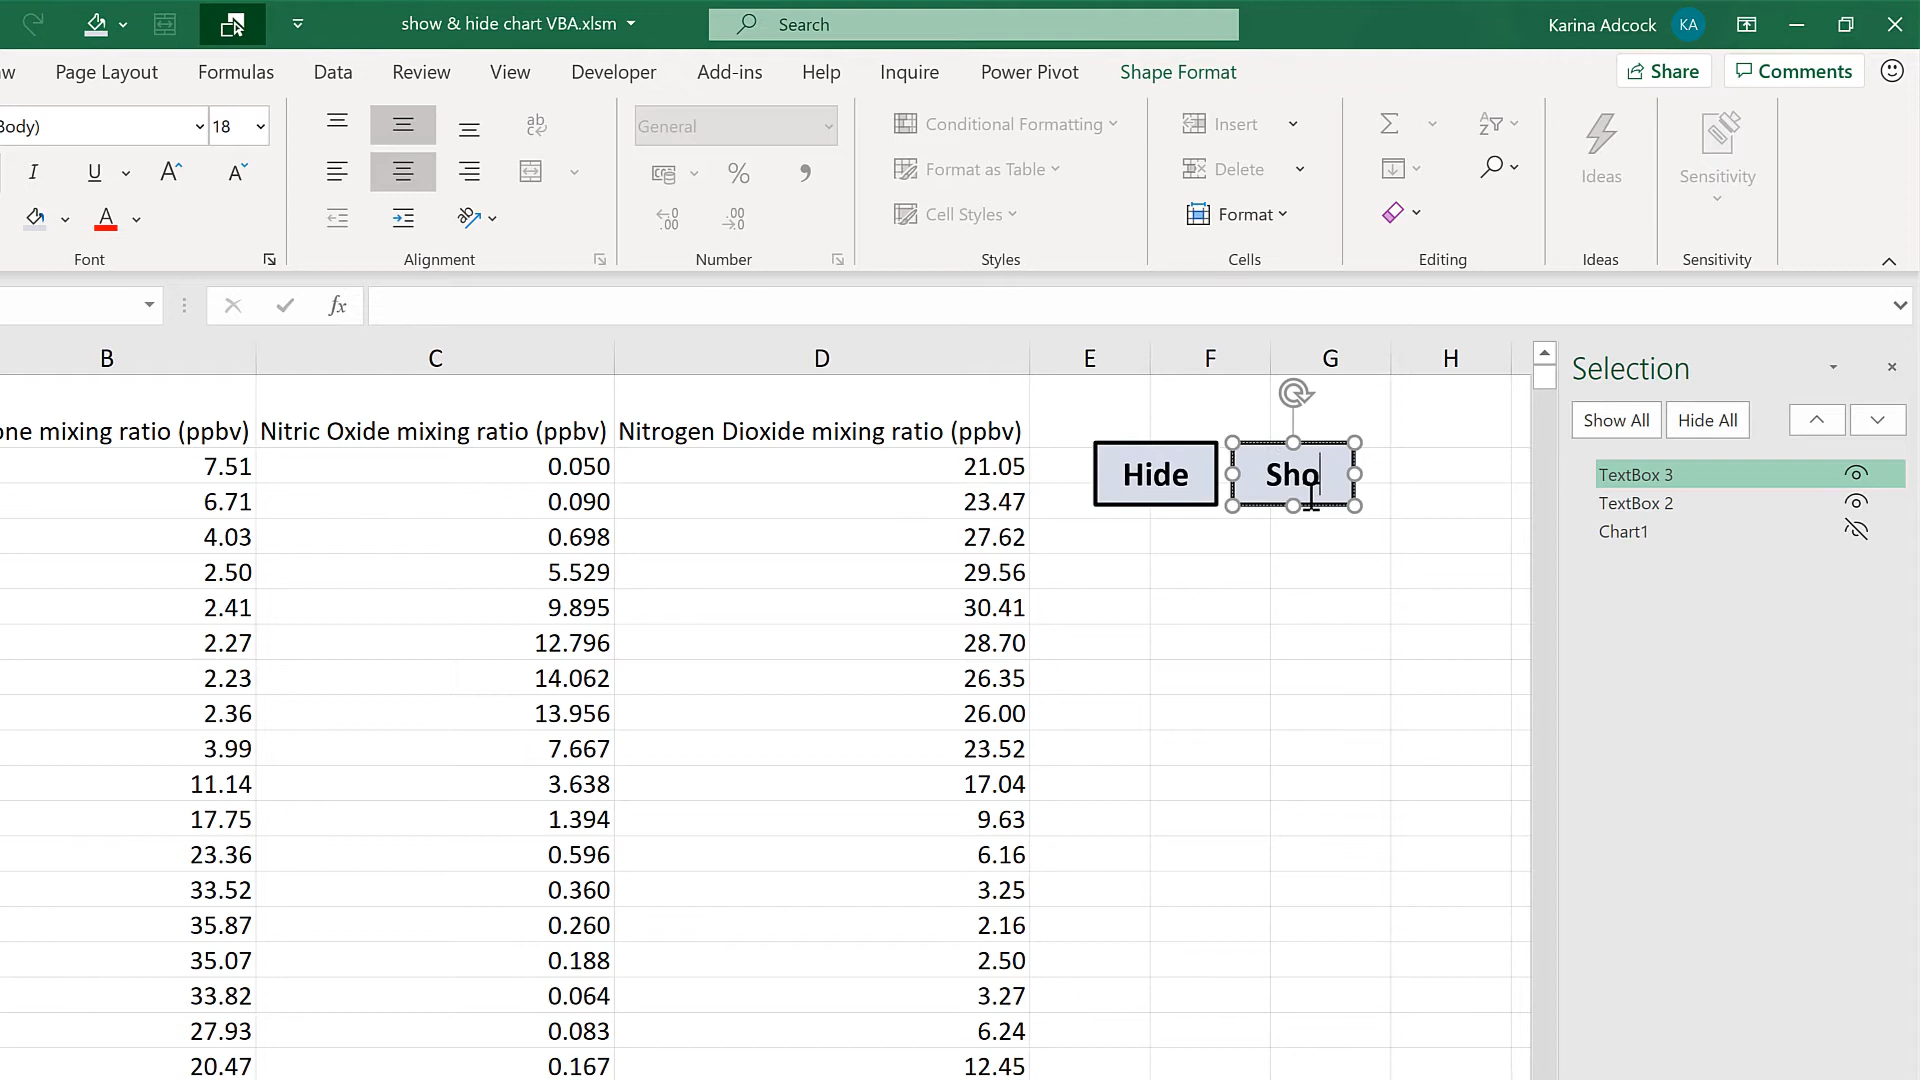 show & hide chart VBA.xlsm
Search
Karina Adcock
KA
w Page Layout Formulas Data Review View Developer Add-ins Help Inquire Power Pivot Shape Format
Share
Comments
Body) 18
General
Conditional Formatting
Format as Table
Cell Styles
Insert
Delete
Format
Ideas
Sensitivity
Font Alignment Number Styles Cells Editing Ideas Sensitivity
fx
B C D E F G H
one mixing ratio (ppbv) Nitric Oxide mixing ratio (ppbv) Nitrogen Dioxide mixing ratio (ppbv)
7.51 0.050 21.05
6.71 0.090 23.47
4.03 0.698 27.62
2.50 5.529 29.56
2.41 9.895 30.41
2.27 12.796 28.70
2.23 14.062 26.35
2.36 13.956 26.00
3.99 7.667 23.52
11.14 3.638 17.04
17.75 1.394 9.63
23.36 0.596 6.16
33.52 0.360 3.25
35.87 0.260 2.16
35.07 0.188 2.50
33.82 0.064 3.27
27.93 0.083 6.24
20.47 0.167 12.45
Hide
Sho
Selection
Show All
Hide All
TextBox 3
TextBox 2
Chart1